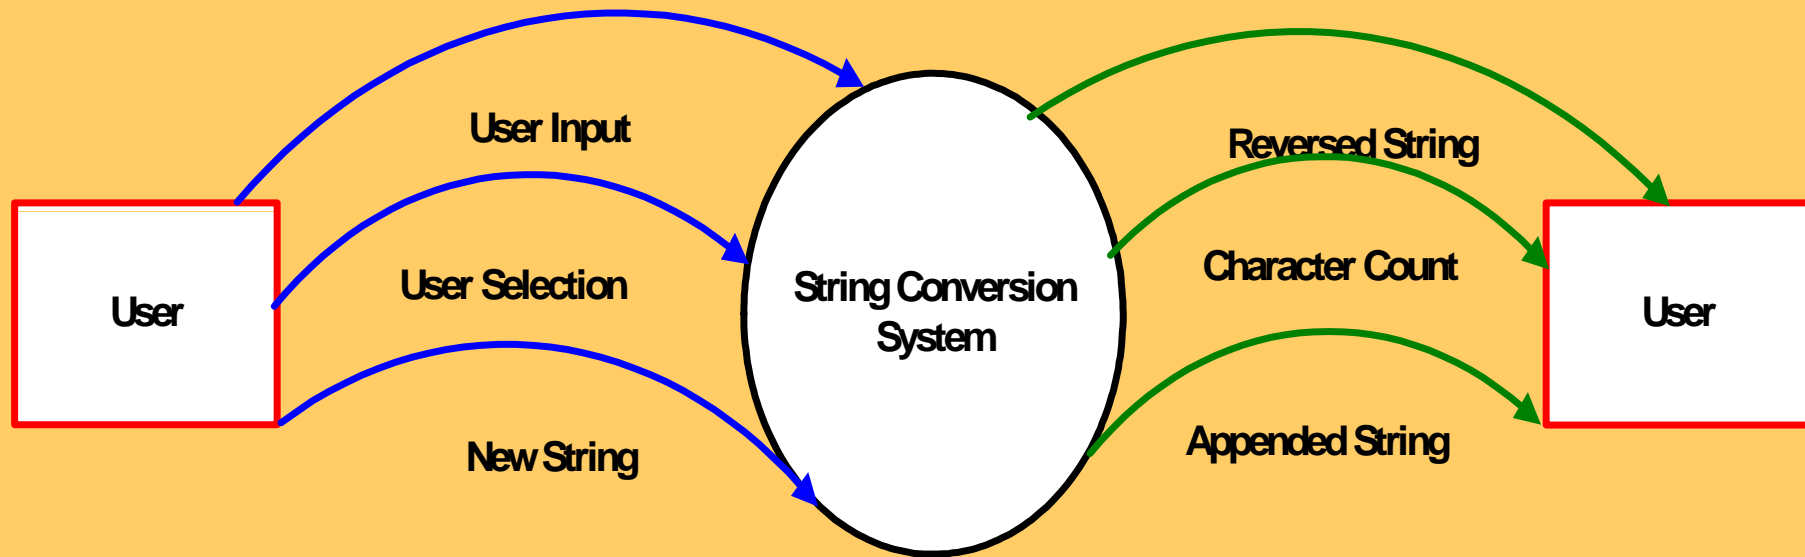 User Input
Reversed String
User
User Selection
String Conversion
System
Character Count
User
New String
Appended String